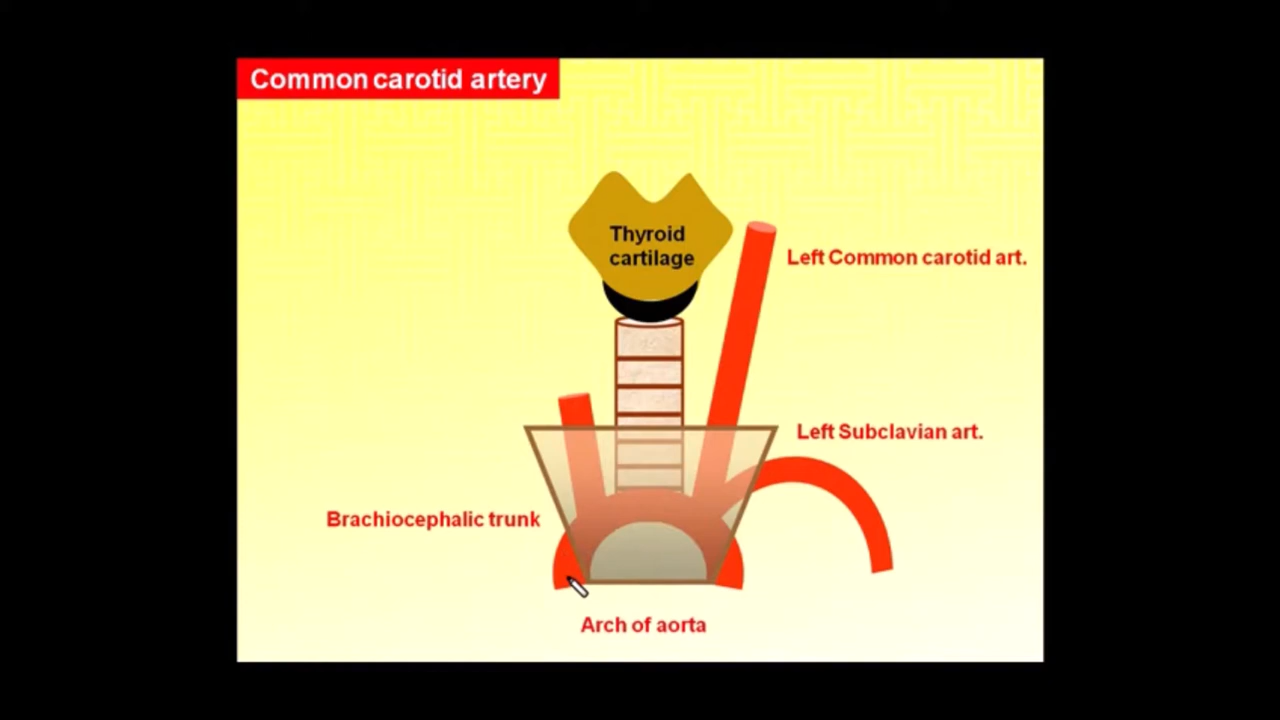 Common carotid artery
Thyroid
cartilage
Left Common carotid art.
Left Subclavian art.
Brachiocephalic trunk
Arch of aorta